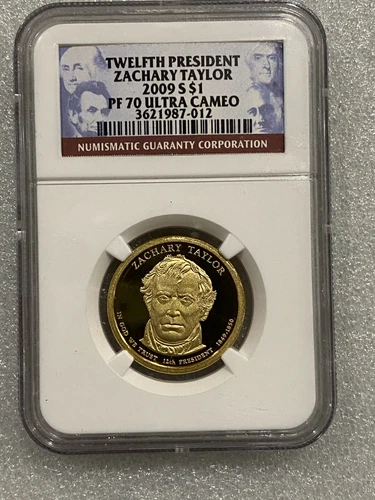 TWELFTH PRESIDENT
ZACHARY TAYLOR
2009 S $1
PF 70 ULTRA CAMEO
3621987-012
NUMISMATIC GUARANTY CORPORATION
ZACHARY TAYLOR
IN GOD WE TRUST 12th PRESIDENT 1849-1850